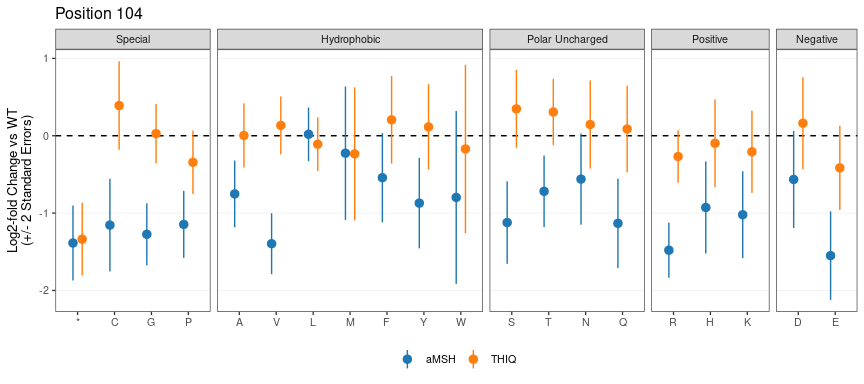 Position 104
Special
Hydrophobic
Polar Uncharged
Positive
Negative
Log2-fold Change vs WT
(+/- 2 Standard Errors)
1
0
-1
-2
* C G P
A V L M F Y W
S T N Q
R H K
D E
aMSH THIQ